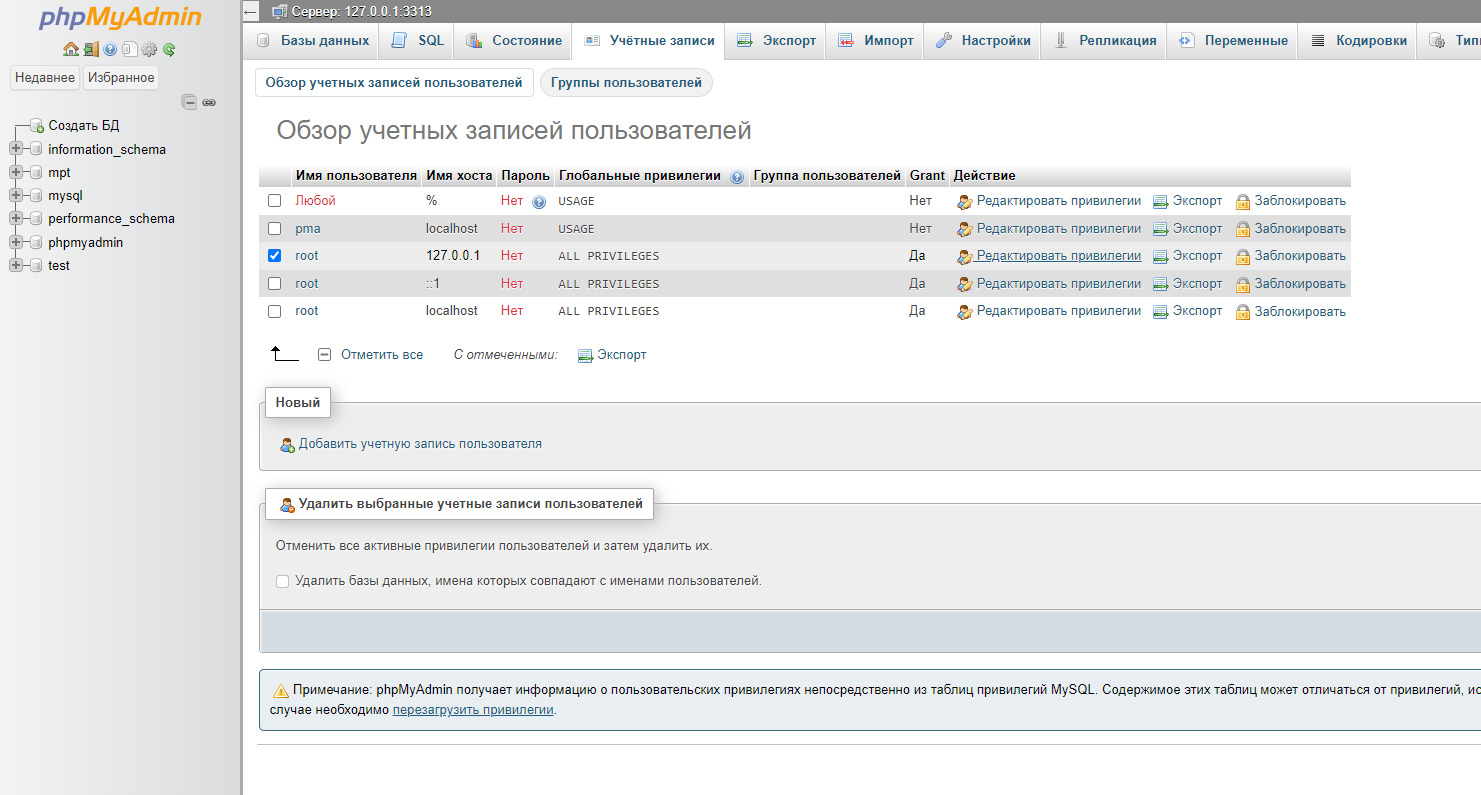 phpMyAdmin
Недавнее Избранное
Создать БД
information_schema
mpt
mysql
performance_schema
phpmyadmin
test
Сервер: 127.0.0.1:3313
Базы данных SQL Состояние Учётные записи Экспорт Импорт Настройки Репликация Переменные Кодировки Тип
Обзор учетных записей пользователей Группы пользователей
Обзор учетных записей пользователей
Имя пользователя Имя хоста Пароль Глобальные привилегии Группа пользователей Grant Действие
Любой % Нет USAGE Нет Редактировать привилегии Экспорт Заблокировать
pma localhost Нет USAGE Нет Редактировать привилегии Экспорт Заблокировать
root 127.0.0.1 Нет ALL PRIVILEGES Да Редактировать привилегии Экспорт Заблокировать
root ::1 Нет ALL PRIVILEGES Да Редактировать привилегии Экспорт Заблокировать
root localhost Нет ALL PRIVILEGES Да Редактировать привилегии Экспорт Заблокировать
Отметить все С отмеченными: Экспорт
Новый
Добавить учетную запись пользователя
Удалить выбранные учетные записи пользователей
Отменить все активные привилегии пользователей и затем удалить их.
Удалить базы данных, имена которых совпадают с именами пользователей.
Примечание: phpMyAdmin получает информацию о пользовательских привилегиях непосредственно из таблиц привилегий MySQL. Содержимое этих таблиц может отличаться от привилегий, ис
случае необходимо перезагрузить привилегии.